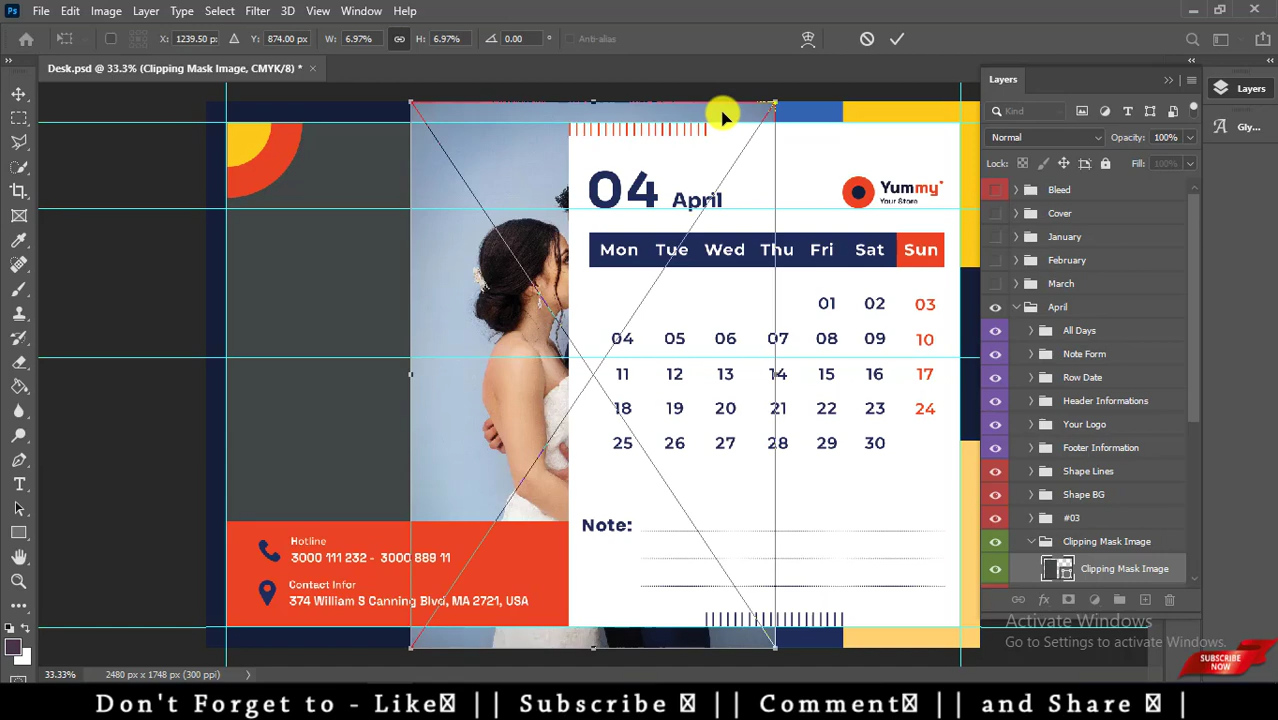 Ps File Edit Image Layer Type Select Filter 3D View Window Help
X: 1239.50 p: Y: 874.00 pix W: 6.97% H: 6.97% 0.00 ° Anti-alias
Desk.psd @ 33.3% (Clipping Mask Image, CMYK/8) * ×
Layers
Layers
Gly...
Kind
Normal Opacity: 100%
Lock: Fill: 100%
Bleed
Cover
January
February
March
April
All Days
Note Form
Row Date
Header Informations
Your Logo
Footer Information
Shape Lines
Shape BG
#03
Clipping Mask Image
Clipping Mask Image
04 April
Yummy
Your Store
Mon Tue Wed Thu Fri Sat Sun
01 02 03
04 05 06 07 08 09 10
11 12 13 14 15 16 17
18 19 20 21 22 23 24
25 26 27 28 29 30
Note:
Hotline
3000 111 232 - 3000 888 11
Contact Infor
374 William S Canning Blvd, MA 2721, USA
Activate Windows
Go to Settings to activate Windows.
SUBSCRIBE
NOW
33.33% 2480 px x 1748 px (300 ppi)
Don't Forget to - Like || Subscribe || Comment || and Share |